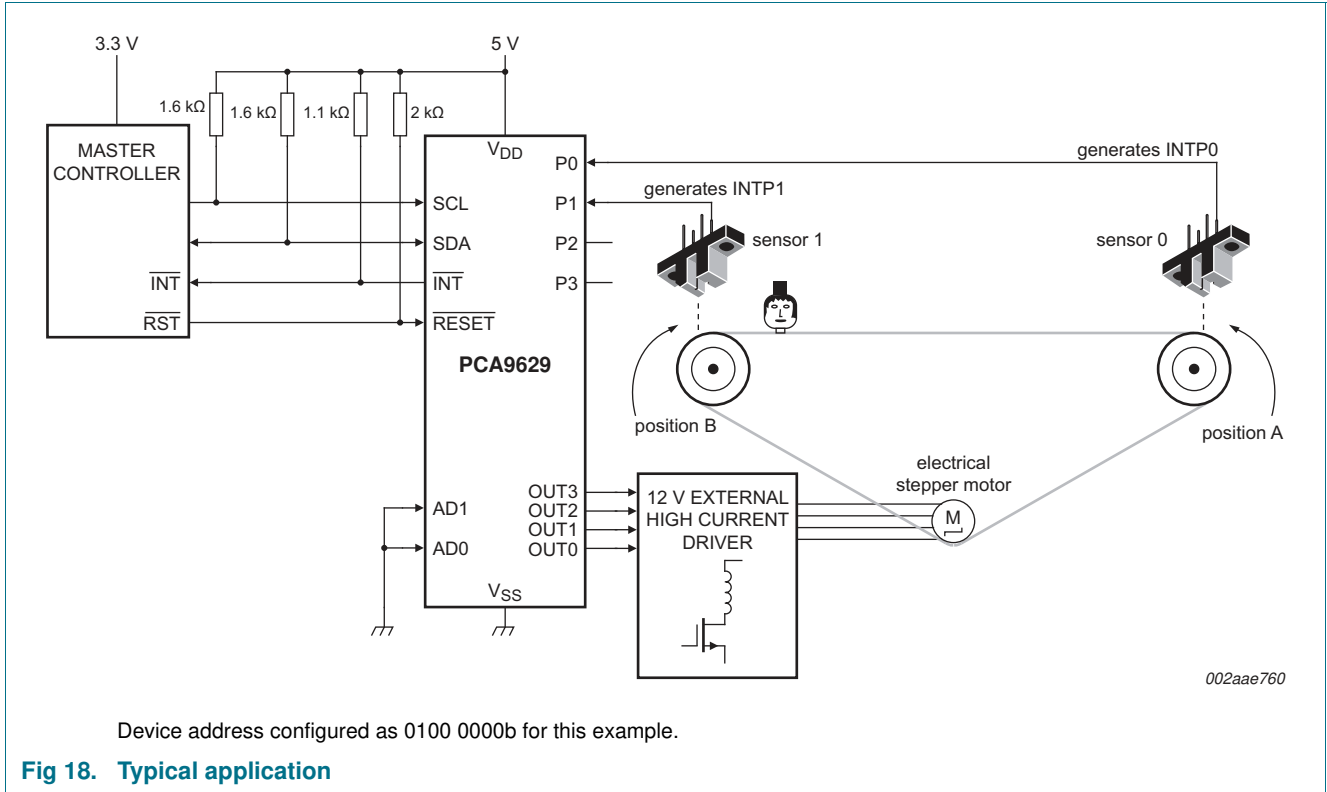 3.3 V
5 V
1.6 kΩ
1.6 kΩ
1.1 kΩ
2 kΩ
MASTER
CONTROLLER
INT
RST
VDD
SCL
SDA
INT
RESET
PCA9629
AD1
AD0
VSS
P0
P1
P2
P3
OUT3
OUT2
OUT1
OUT0
generates INTP0
generates INTP1
sensor 1
sensor 0
position B
position A
electrical
stepper motor
M
12 V EXTERNAL
HIGH CURRENT
DRIVER
002aae760
Device address configured as 0100 0000b for this example.
Fig 18. Typical application